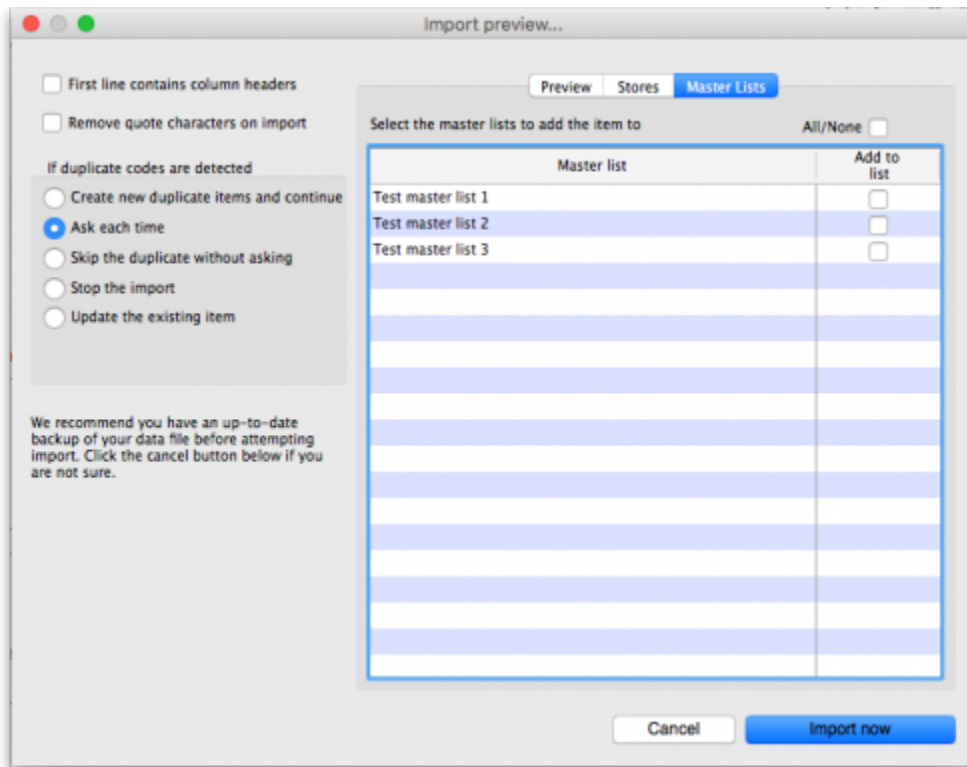 Import preview...
First line contains column headers
Remove quote characters on import
If duplicate codes are detected
Create new duplicate items and continue
Ask each time
Skip the duplicate without asking
Stop the import
Update the existing item
We recommend you have an up-to-date
backup of your data file before attempting
import. Click the cancel button below if you
are not sure.
Preview Stores Master Lists
Select the master lists to add the item to All/None
Master list Add to
list
Test master list 1
Test master list 2
Test master list 3
Cancel Import now